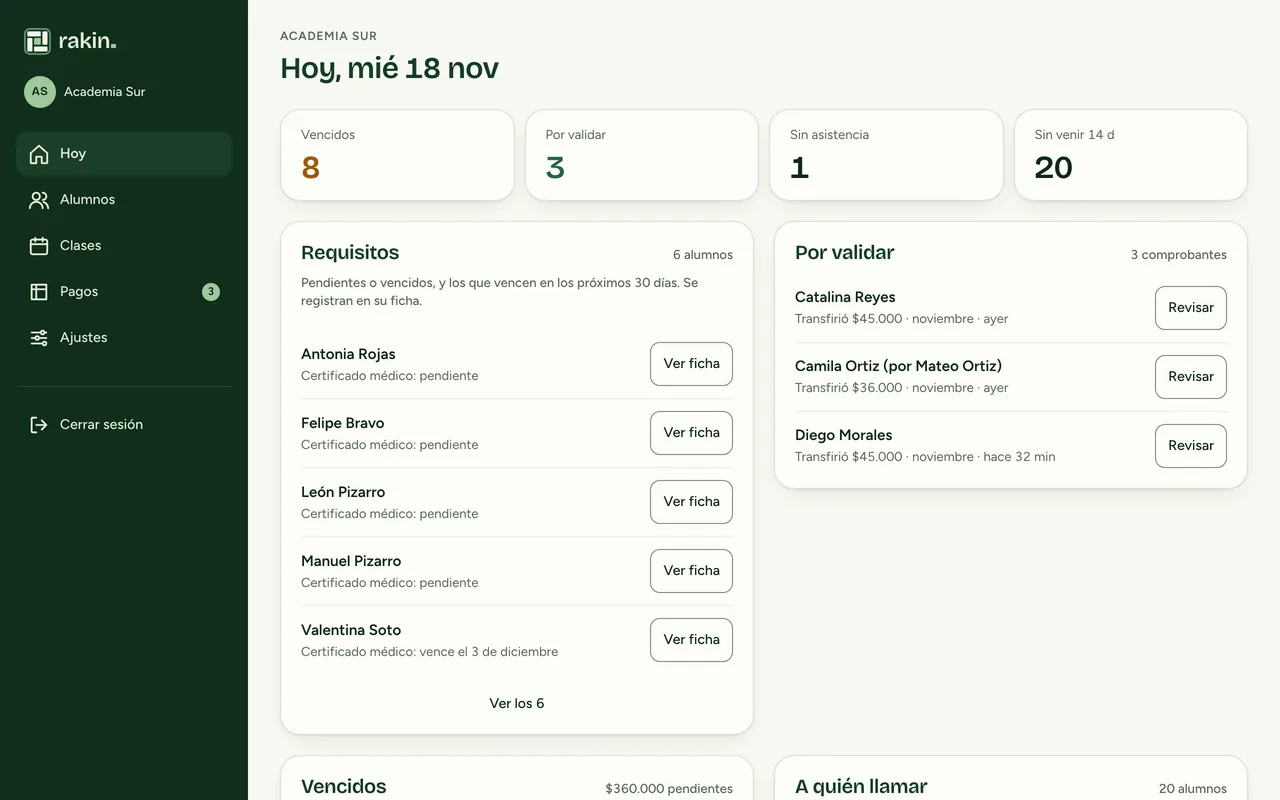 rakin.
AS
Academia Sur
Hoy
Alumnos
Clases
Pagos
3
Ajustes
Cerrar sesión
ACADEMIA SUR
Hoy, mié 18 nov
Vencidos
8
Por validar
3
Sin asistencia
1
Sin venir 14 d
20
Requisitos
6 alumnos
Pendientes o vencidos, y los que vencen en los próximos 30 días. Se
registran en su ficha.
Antonia Rojas
Certificado médico: pendiente
Ver ficha
Felipe Bravo
Certificado médico: pendiente
Ver ficha
León Pizarro
Certificado médico: pendiente
Ver ficha
Manuel Pizarro
Certificado médico: pendiente
Ver ficha
Valentina Soto
Certificado médico: vence el 3 de diciembre
Ver ficha
Ver los 6
Por validar
3 comprobantes
Catalina Reyes
Transfirió $45.000 · noviembre · ayer
Revisar
Camila Ortiz (por Mateo Ortiz)
Transfirió $36.000 · noviembre · ayer
Revisar
Diego Morales
Transfirió $45.000 · noviembre · hace 32 min
Revisar
Vencidos
$360.000 pendientes
A quién llamar
20 alumnos